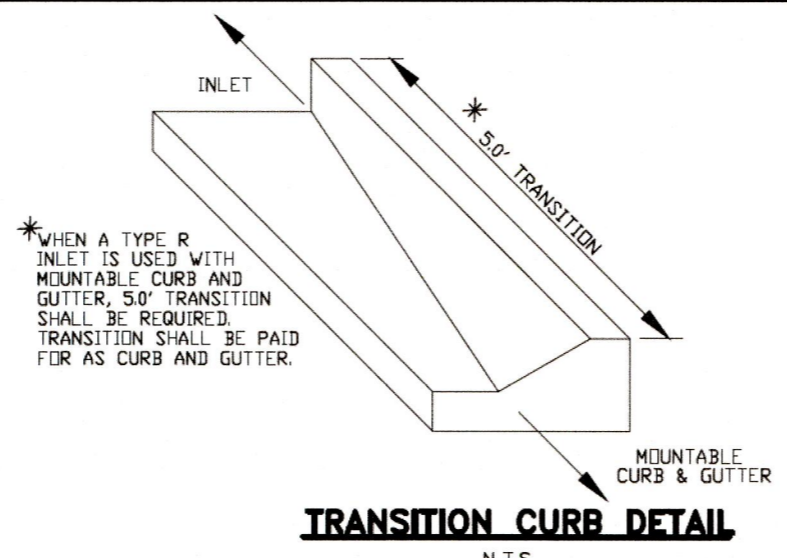 INLET
* 5.0' TRANSITION
*WHEN A TYPE R
INLET IS USED WITH
MOUNTABLE CURB AND
GUTTER, 5.0' TRANSITION
SHALL BE REQUIRED.
TRANSITION SHALL BE PAID
FOR AS CURB AND GUTTER.
MOUNTABLE
CURB & GUTTER
TRANSITION CURB DETAIL
N.T.S.